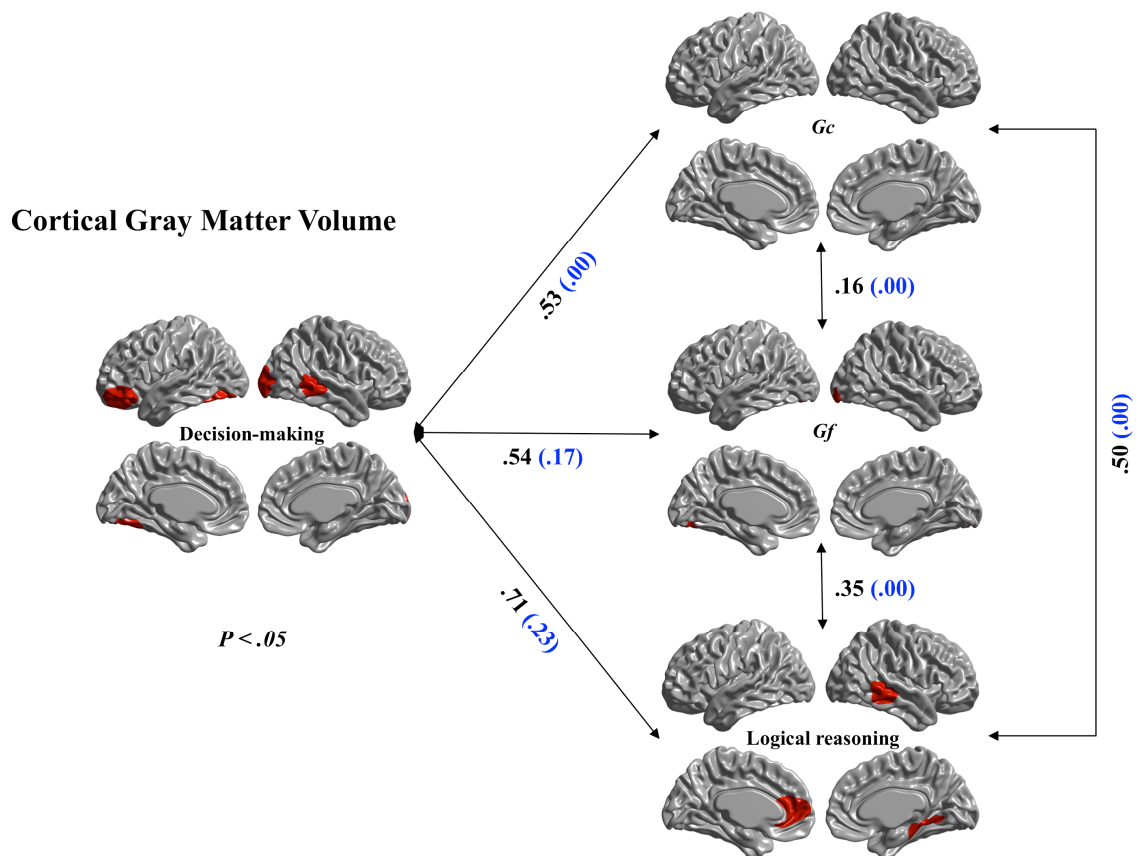 Gc
Cortical Gray Matter Volume
.53 (.00)
.16 (.00)
Decision-making
Gf
.54 (.17)
.50 (.00)
.35 (.00)
.71 (.23)
P < .05
Logical reasoning